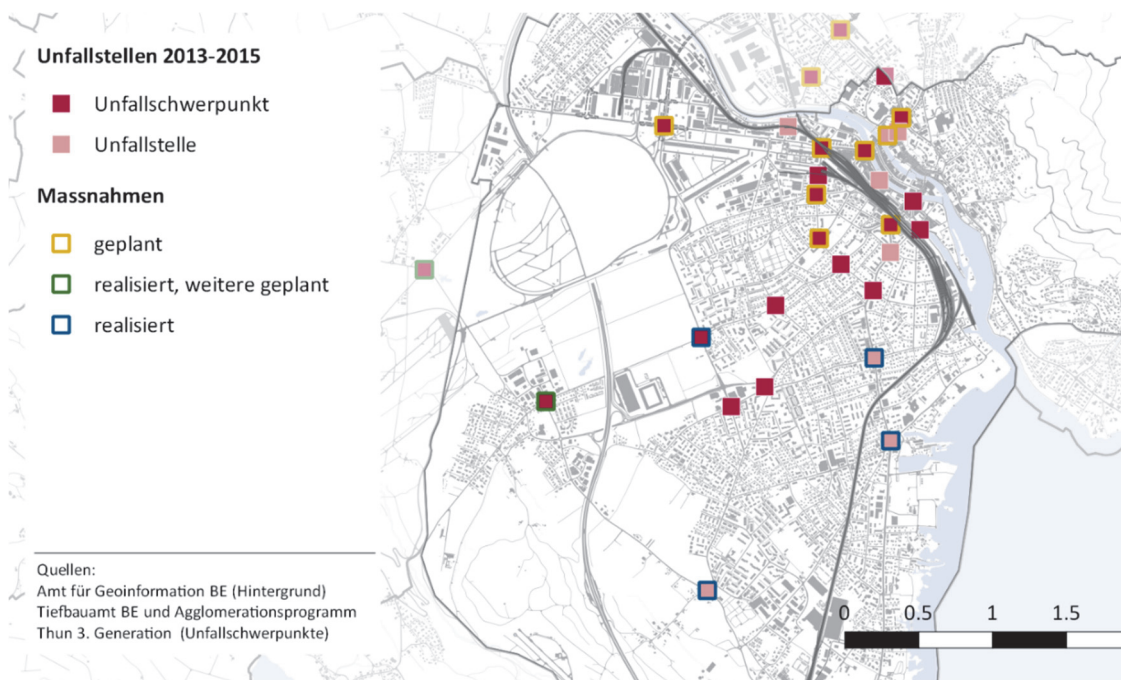 Unfallstellen 2013-2015
Unfallschwerpunkt
Unfallstelle
Massnahmen
geplant
realisiert, weitere geplant
realisiert
Quellen:
Amt für Geoinformation BE (Hintergrund)
Tiefbauamt BE und Agglomerationsprogramm
Thun 3. Generation (Unfallschwerpunkte)
0 0.5 1 1.5